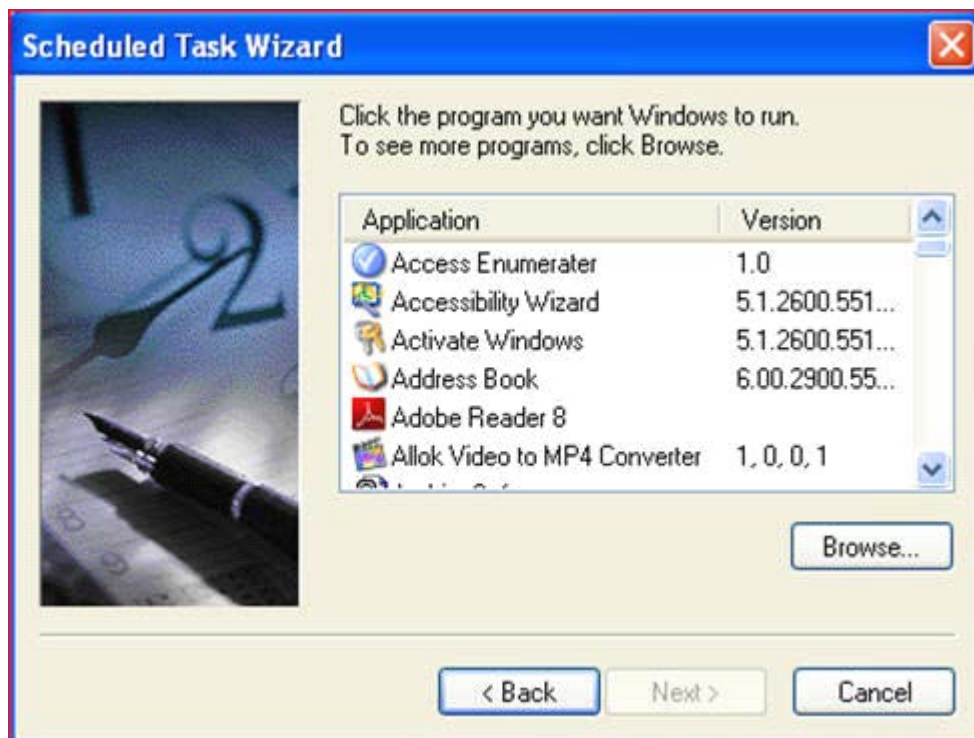 Scheduled Task Wizard
Click the program you want Windows to run.
To see more programs, click Browse.
Application Version
Access Enumerater 1.0
Accessibility Wizard 5.1.2600.551...
Activate Windows 5.1.2600.551...
Address Book 6.00.2900.55...
Adobe Reader 8
Allok Video to MP4 Converter 1, 0, 0, 1
Browse...
< Back Next > Cancel